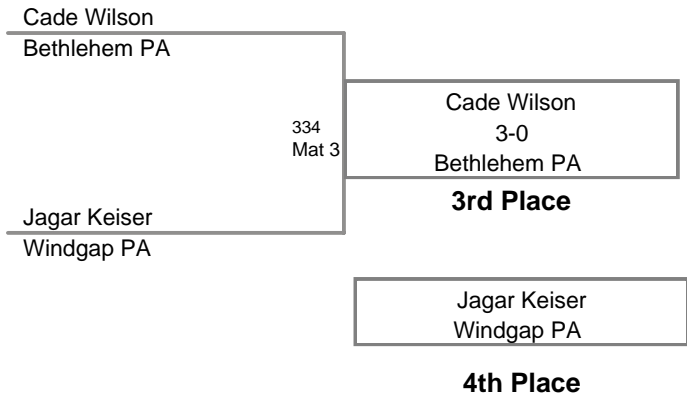 Cade Wilson
Bethlehem PA
334
Mat 3
Cade Wilson
3-0
Bethlehem PA
3rd Place
Jagar Keiser
Windgap PA
Jagar Keiser
Windgap PA
4th Place